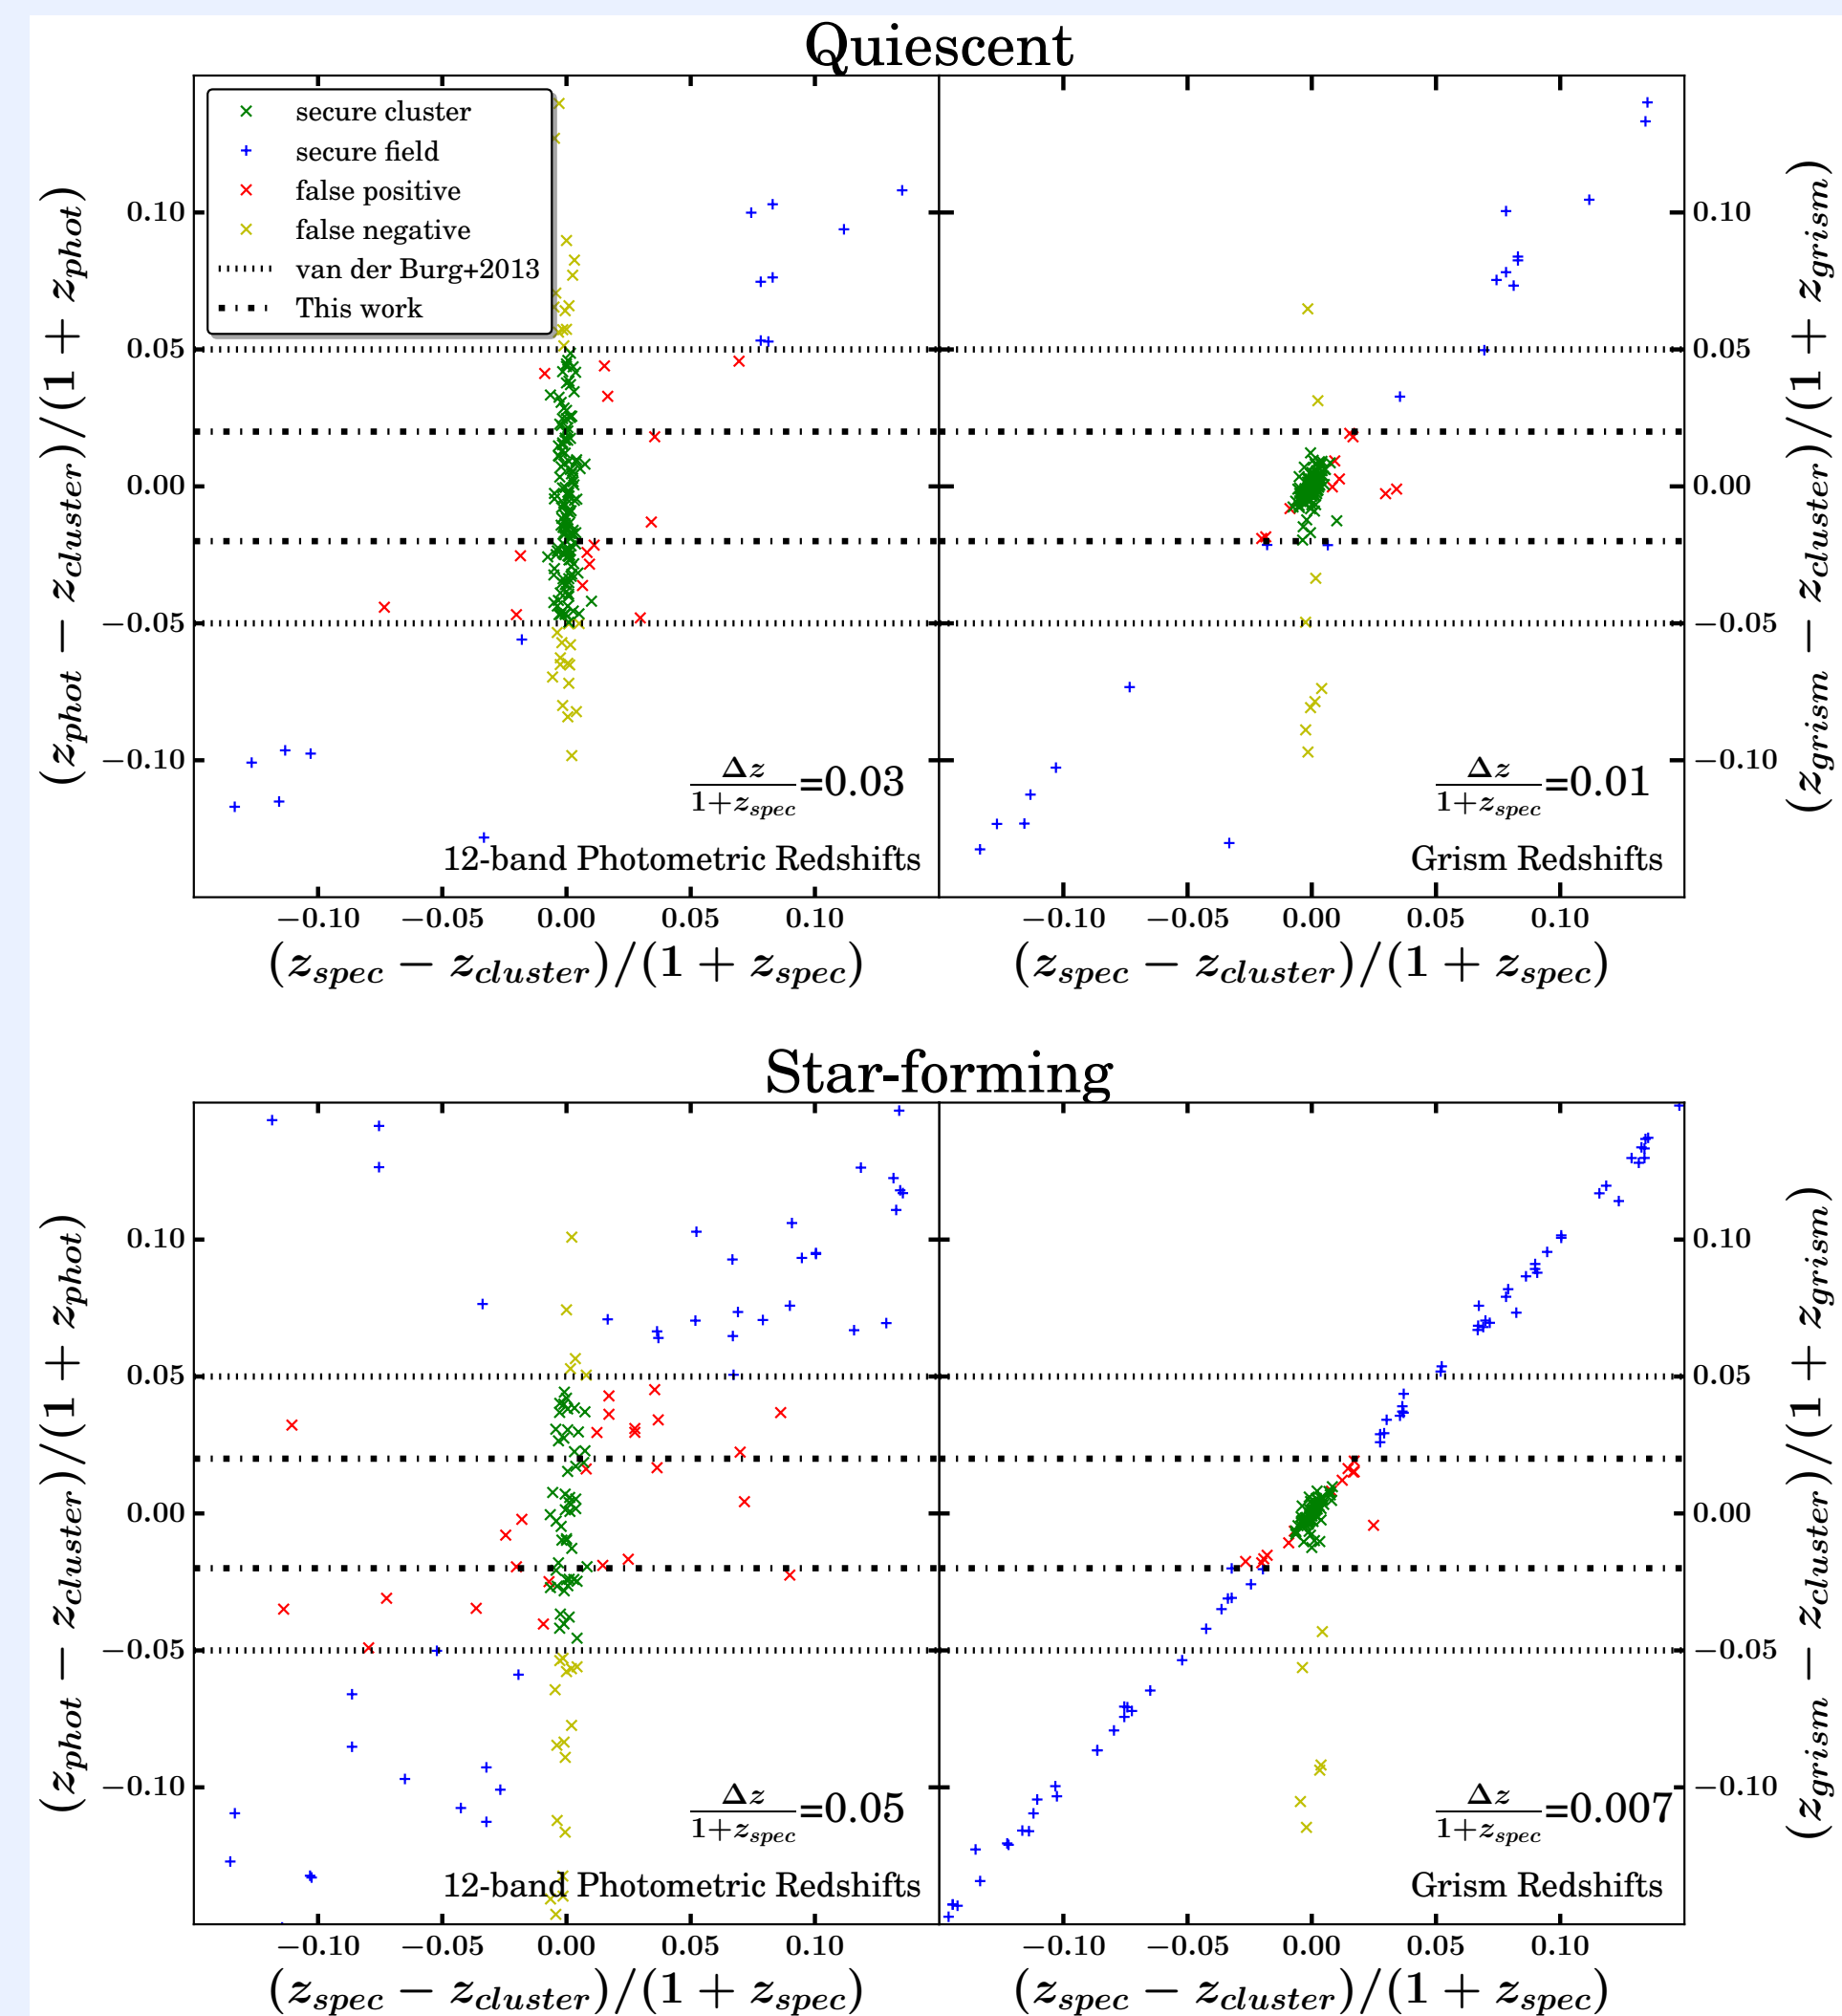 Quiescent
secure cluster
secure field
false positive
false negative
van der Burg+2013
This work
0.10
0.05
0.00
−0.05
−0.10
(z_phot − z_cluster)/(1 + z_phot)
Δz/(1+z_spec)=0.03
12-band Photometric Redshifts
−0.10 −0.05 0.00 0.05 0.10
(z_spec − z_cluster)/(1 + z_spec)
0.10
0.05
0.00
−0.05
−0.10
(z_grism − z_cluster)/(1 + z_grism)
Δz/(1+z_spec)=0.01
Grism Redshifts
−0.10 −0.05 0.00 0.05 0.10
(z_spec − z_cluster)/(1 + z_spec)
Star-forming
0.10
0.05
0.00
−0.05
−0.10
(z_phot − z_cluster)/(1 + z_phot)
Δz/(1+z_spec)=0.05
12-band Photometric Redshifts
−0.10 −0.05 0.00 0.05 0.10
(z_spec − z_cluster)/(1 + z_spec)
0.10
0.05
0.00
−0.05
−0.10
(z_grism − z_cluster)/(1 + z_grism)
Δz/(1+z_spec)=0.007
Grism Redshifts
−0.10 −0.05 0.00 0.05 0.10
(z_spec − z_cluster)/(1 + z_spec)